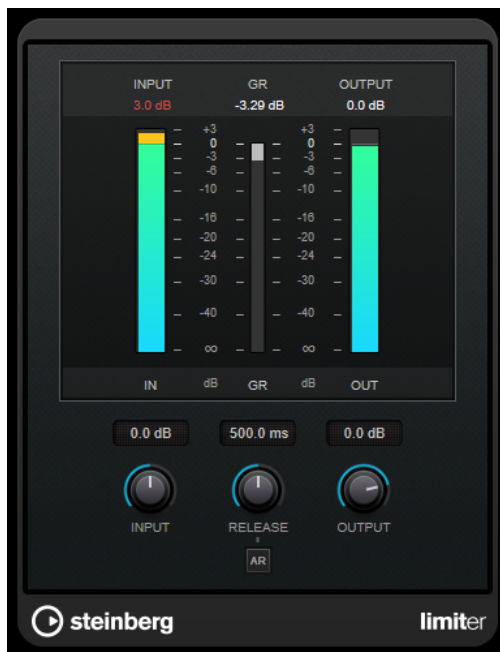 INPUT GR OUTPUT
3.0 dB -3.29 dB 0.0 dB
+3 +3
0 0
-3 -3
-6 -6
-10 -10
-16 -16
-20 -20
-24 -24
-30 -30
-40 -40
∞ ∞
IN dB GR dB OUT
0.0 dB 500.0 ms 0.0 dB
INPUT RELEASE OUTPUT
AR
steinberg limiter